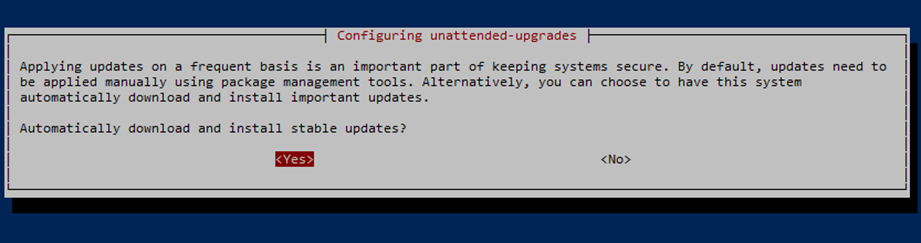 Configuring unattended-upgrades
Applying updates on a frequent basis is an important part of keeping systems secure. By default, updates need to
be applied manually using package management tools. Alternatively, you can choose to have this system
automatically download and install important updates.
Automatically download and install stable updates?
<Yes> <No>